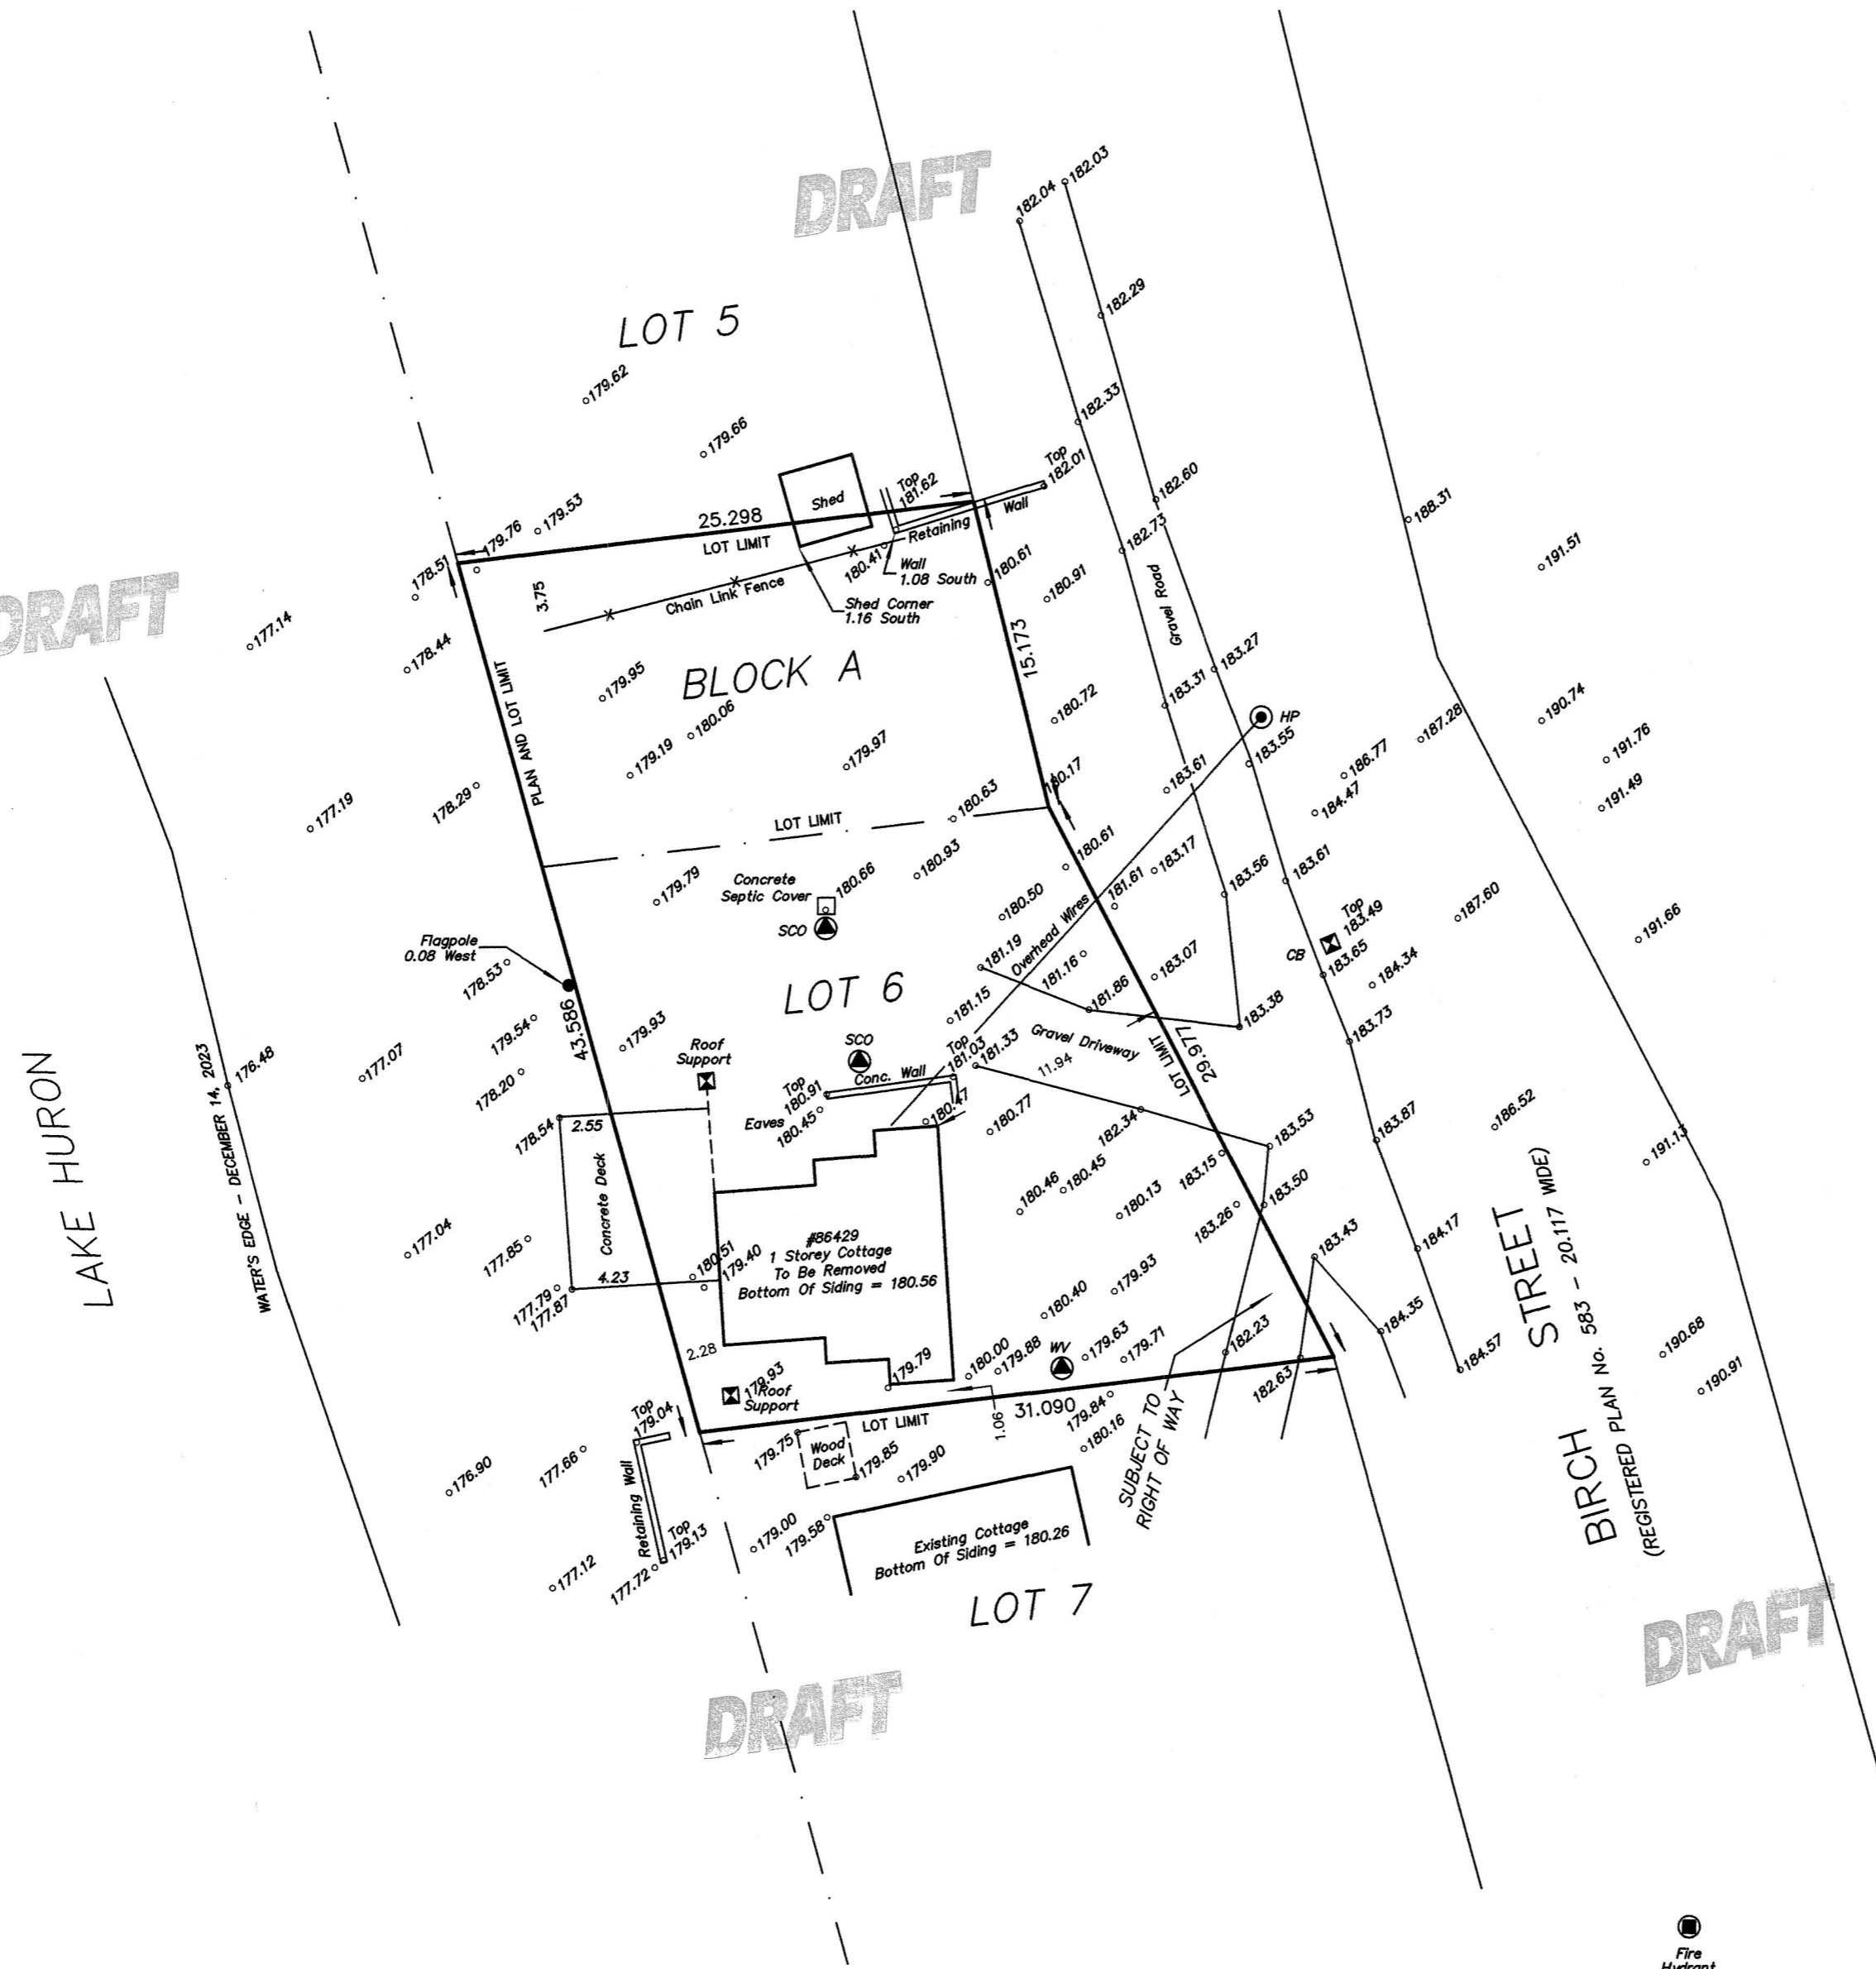 DRAFT
182.04
182.03
182.29
LOT 5
179.62
182.33
179.66
Top
182.01
Top
181.62
Shed
182.60
188.31
179.76
179.53
25.298
LOT LIMIT
Retaining
Wall
182.73
191.51
178.51
180.41
Wall
1.08 South
180.61
180.91
DRAFT
3.75
Chain Link Fence
Shed Corner
1.16 South
Gravel Road
177.14
178.44
PLAN AND LOT LIMIT
179.95
BLOCK A
15.173
183.27
183.31
180.06
180.72
HP
187.28
190.74
179.19
179.97
183.55
186.77
191.76
177.19
178.29
180.17
183.61
184.47
191.49
180.63
LOT LIMIT
180.61
179.79
Concrete
Septic Cover
180.66
180.93
183.17
183.56
183.61
SCO
180.50
181.61
Top
183.49
187.60
191.66
Flagpole
0.08 West
Overhead Wires
CB
183.65
178.53
181.19
181.16
183.07
184.34
LOT 6
43.586
179.54
179.93
181.15
181.86
183.38
183.73
LAKE HURON
WATER'S EDGE - DECEMBER 14, 2023
176.48
177.07
178.20
Roof
Support
SCO
Top
181.03
181.33
Gravel Driveway
11.94
LOT LIMIT
29.977
Conc. Wall
Top
180.91
Eaves
180.45
180.47
180.77
182.34
183.53
183.87
186.52
178.54
2.55
Concrete Deck
180.46
180.45
183.15
183.50
191.13
180.13
183.26
177.04
177.85
#86429
1 Storey Cottage
To Be Removed
Bottom Of Siding = 180.56
180.51
179.40
183.43
184.17
4.23
177.79
177.87
180.40
179.93
BIRCH STREET
(REGISTERED PLAN No. 583 - 20.117 WIDE)
2.28
179.93
Roof
Support
179.79
180.00
179.88
WV
179.63
179.71
182.23
182.63
184.35
184.57
190.68
190.91
Top
179.04
LOT LIMIT
1.06
31.090
179.84
180.16
SUBJECT TO
RIGHT OF WAY
176.90
177.66
Retaining Wall
179.75
Wood
Deck
179.85
179.90
Top
179.13
179.00
179.58
Existing Cottage
Bottom Of Siding = 180.26
177.12
177.72
LOT 7
DRAFT
DRAFT
Fire
Hydrant